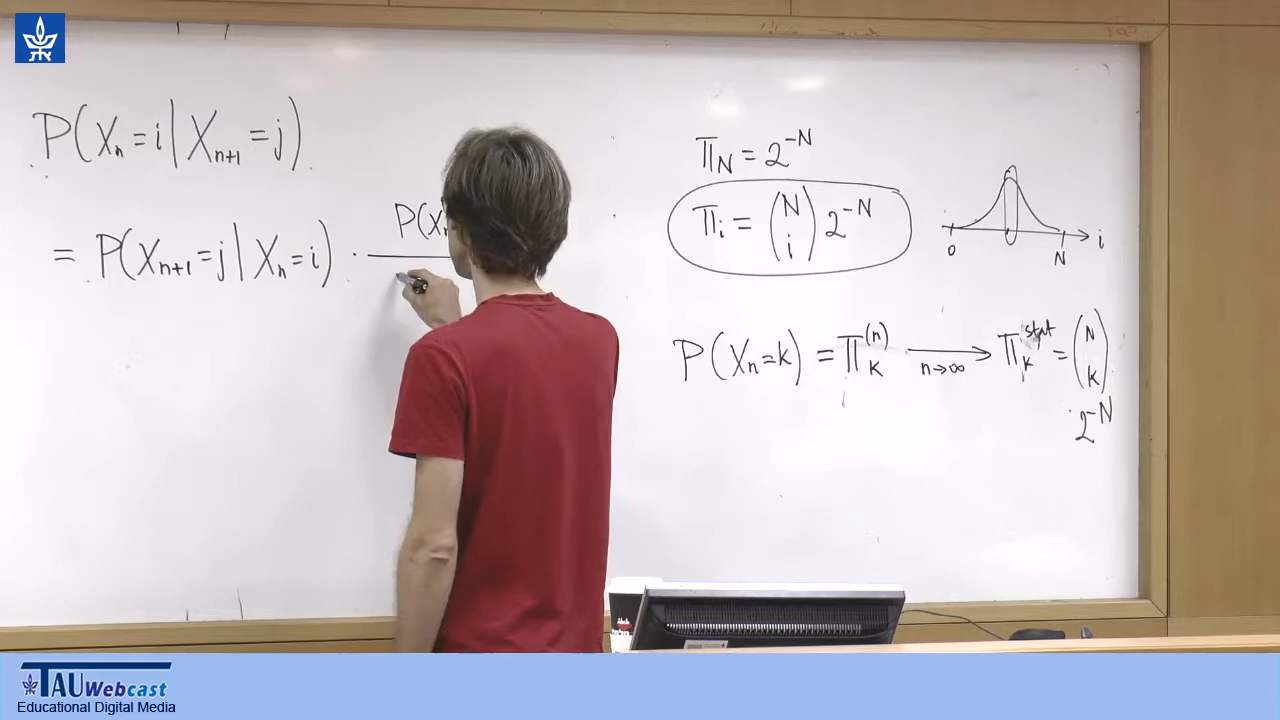 P(Xn = i | Xn+1 = j)
P(X
= P(Xn+1 = j | Xn = i) ·
πN = 2^-N
πi = (N i) 2^-N
0 N i
P(Xn = k) = πk^(n) → n→∞ πk^stat = (N k)
· 2^-N
את
TAU Webcast
Educational Digital Media